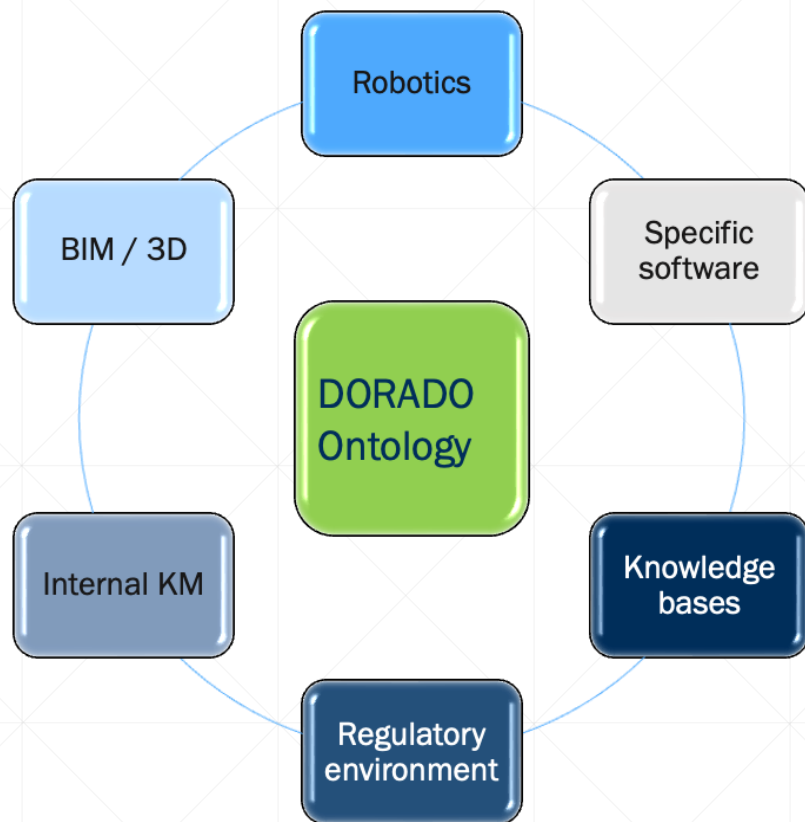 Robotics
BIM / 3D
Specific
software
DORADO
Ontology
Internal KM
Knowledge
bases
Regulatory
environment